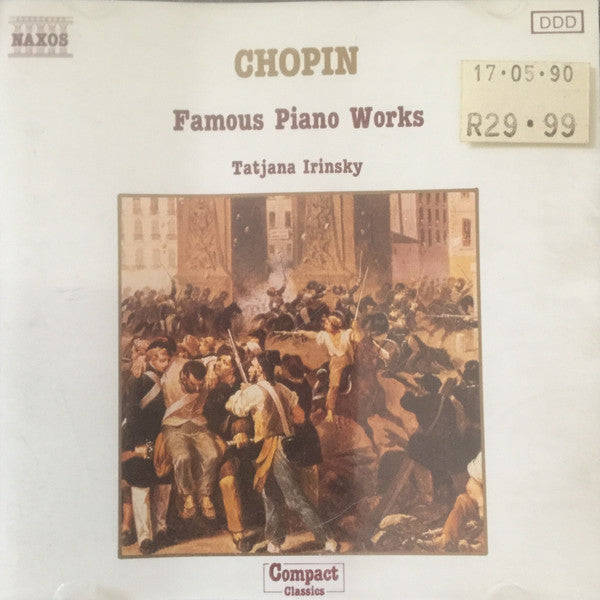 NAXOS
DDD
CHOPIN
17·05·90
R29·99
Famous Piano Works
Tatjana Irinsky
Compact
Classics